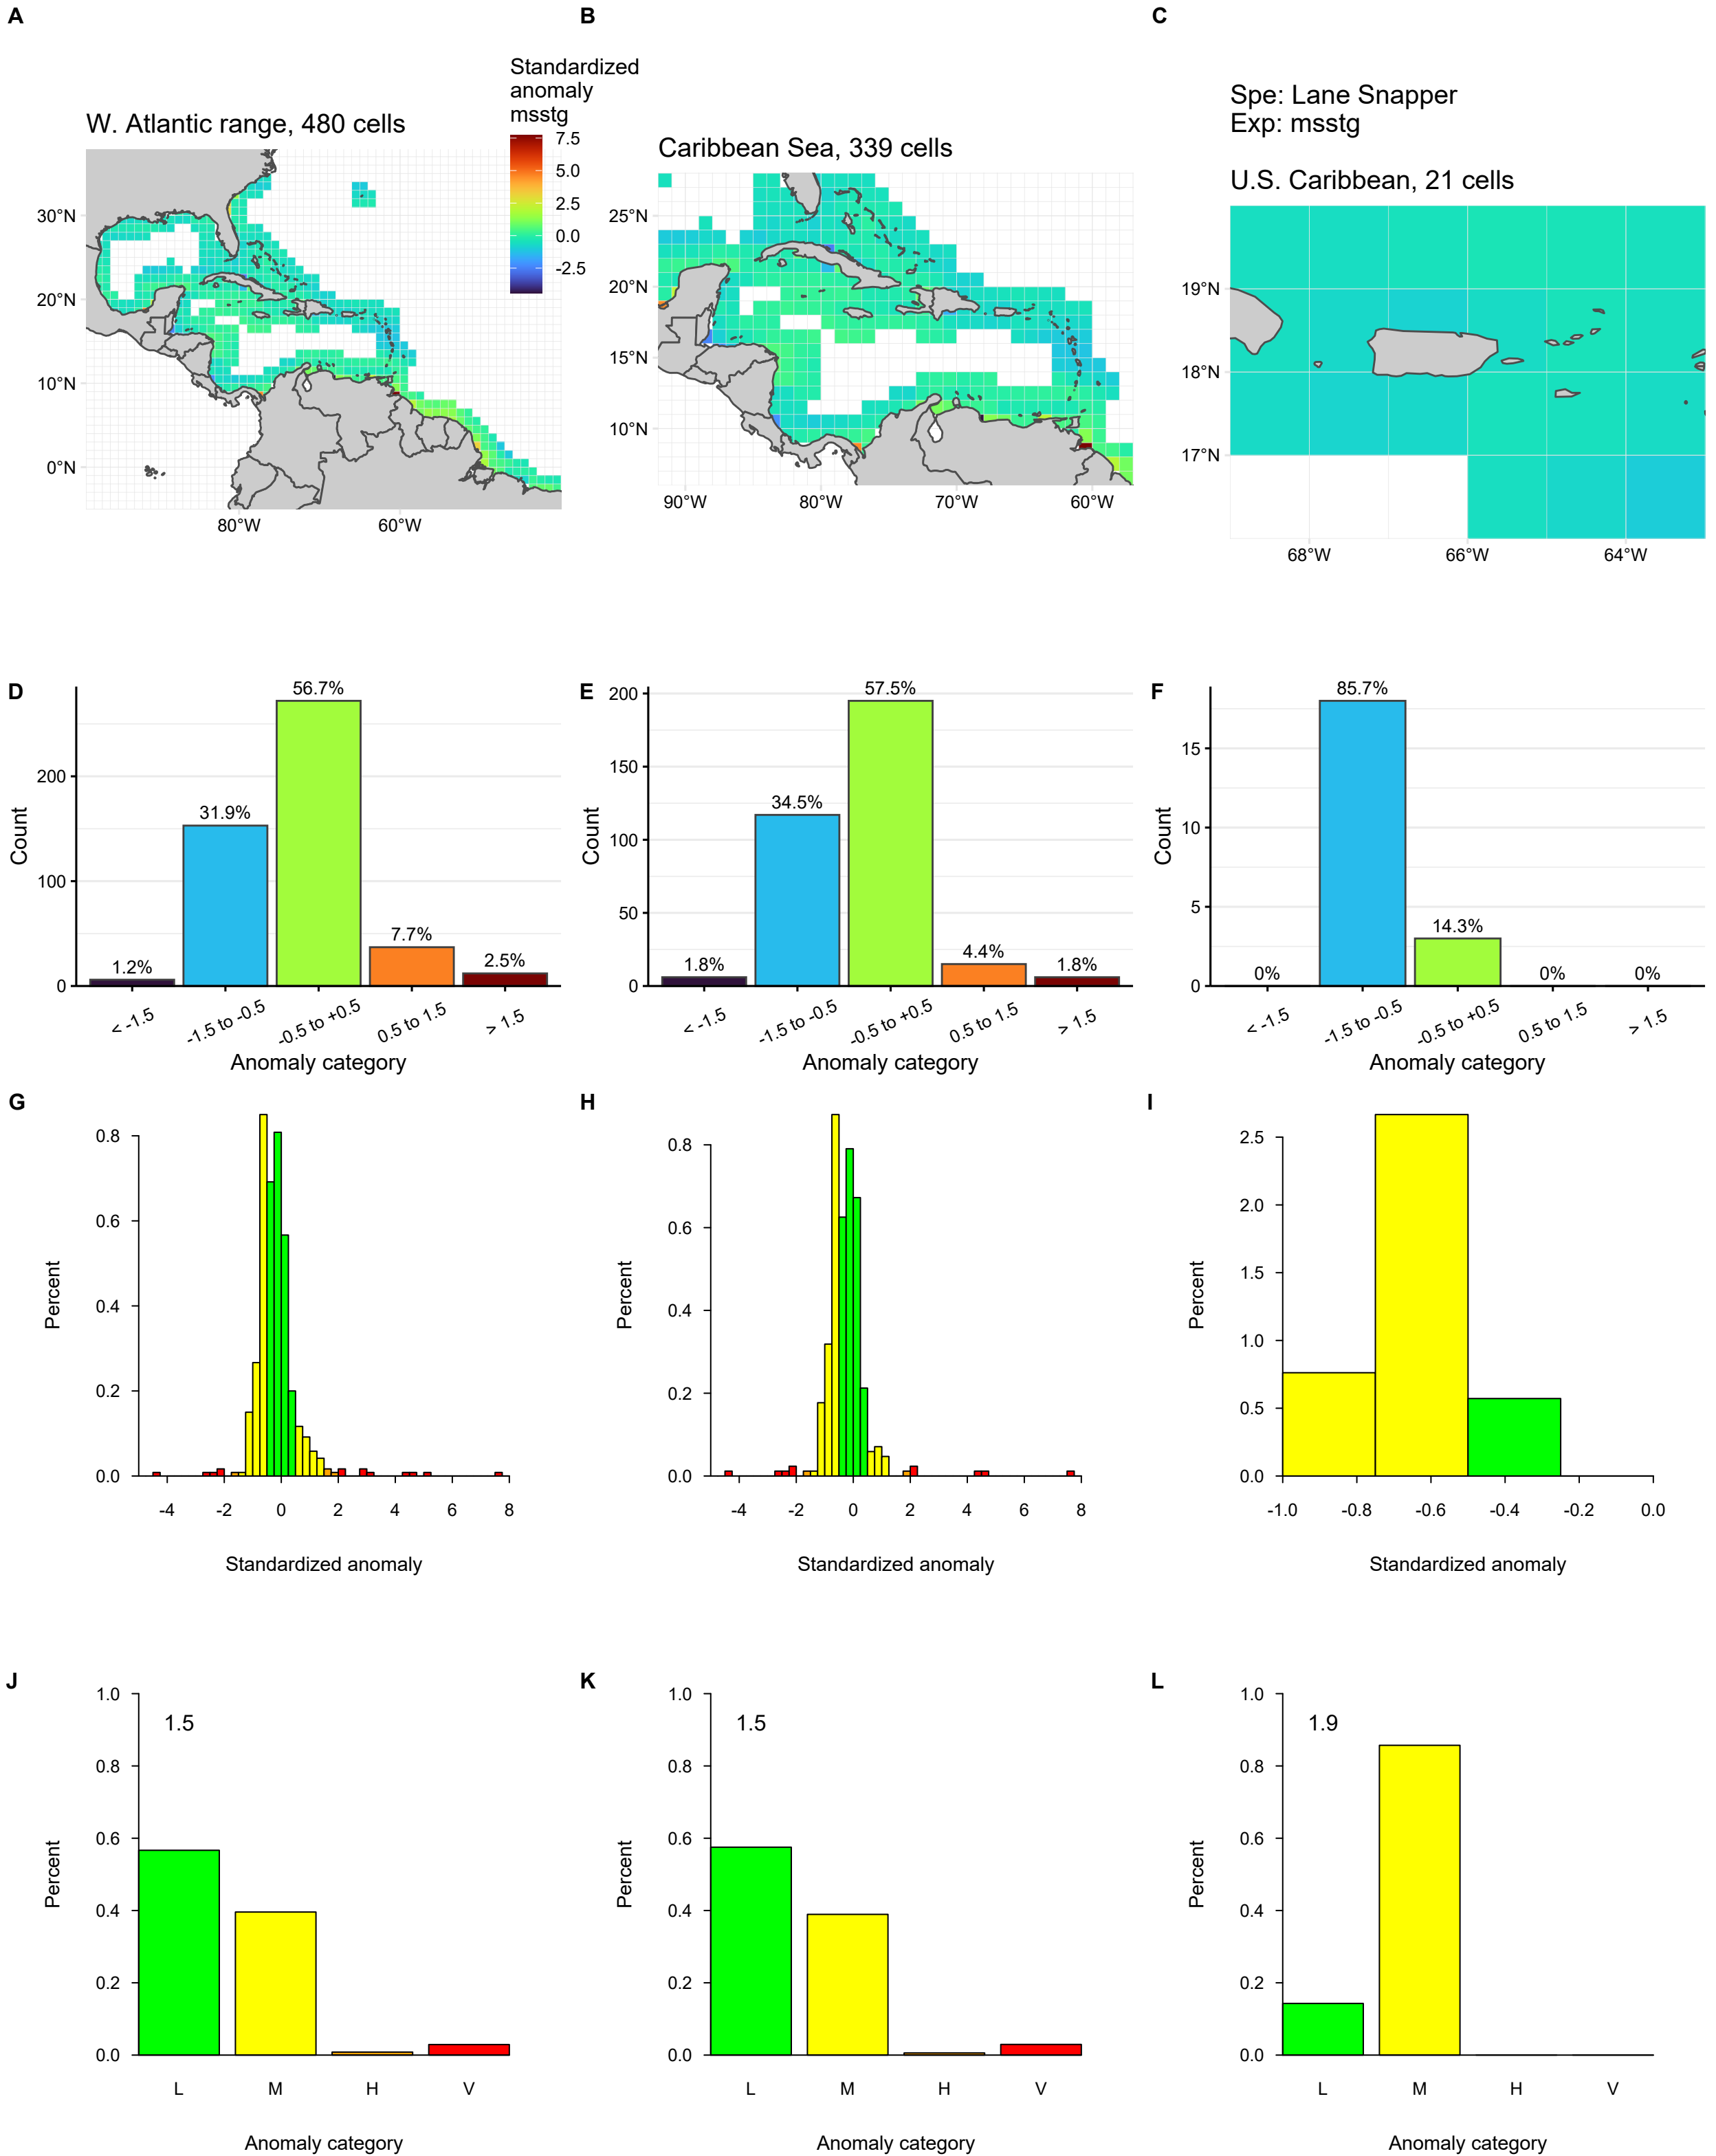 A
B
C
Standardized
anomaly
msstg
7.5
5.0
2.5
0.0
-2.5
W. Atlantic range, 480 cells
30°N
20°N
10°N
0°N
80°W
60°W
Caribbean Sea, 339 cells
25°N
20°N
15°N
10°N
90°W
80°W
70°W
60°W
Spe: Lane Snapper
Exp: msstg
U.S. Caribbean, 21 cells
19°N
18°N
17°N
68°W
66°W
64°W
D
Count
200
100
0
1.2%
31.9%
56.7%
7.7%
2.5%
< -1.5
-1.5 to -0.5
-0.5 to +0.5
0.5 to 1.5
> 1.5
Anomaly category
E
Count
200
150
100
50
0
1.8%
34.5%
57.5%
4.4%
1.8%
< -1.5
-1.5 to -0.5
-0.5 to +0.5
0.5 to 1.5
> 1.5
Anomaly category
F
Count
15
10
5
0
0%
85.7%
14.3%
0%
0%
< -1.5
-1.5 to -0.5
-0.5 to +0.5
0.5 to 1.5
> 1.5
Anomaly category
G
Percent
0.8
0.6
0.4
0.2
0.0
-4 -2 0 2 4 6 8
Standardized anomaly
H
Percent
0.8
0.6
0.4
0.2
0.0
-4 -2 0 2 4 6 8
Standardized anomaly
I
Percent
2.5
2.0
1.5
1.0
0.5
0.0
-1.0 -0.8 -0.6 -0.4 -0.2 0.0
Standardized anomaly
J
Percent
1.0
0.8
0.6
0.4
0.2
0.0
1.5
L M H V
Anomaly category
K
Percent
1.0
0.8
0.6
0.4
0.2
0.0
1.5
L M H V
Anomaly category
L
Percent
1.0
0.8
0.6
0.4
0.2
0.0
1.9
L M H V
Anomaly category